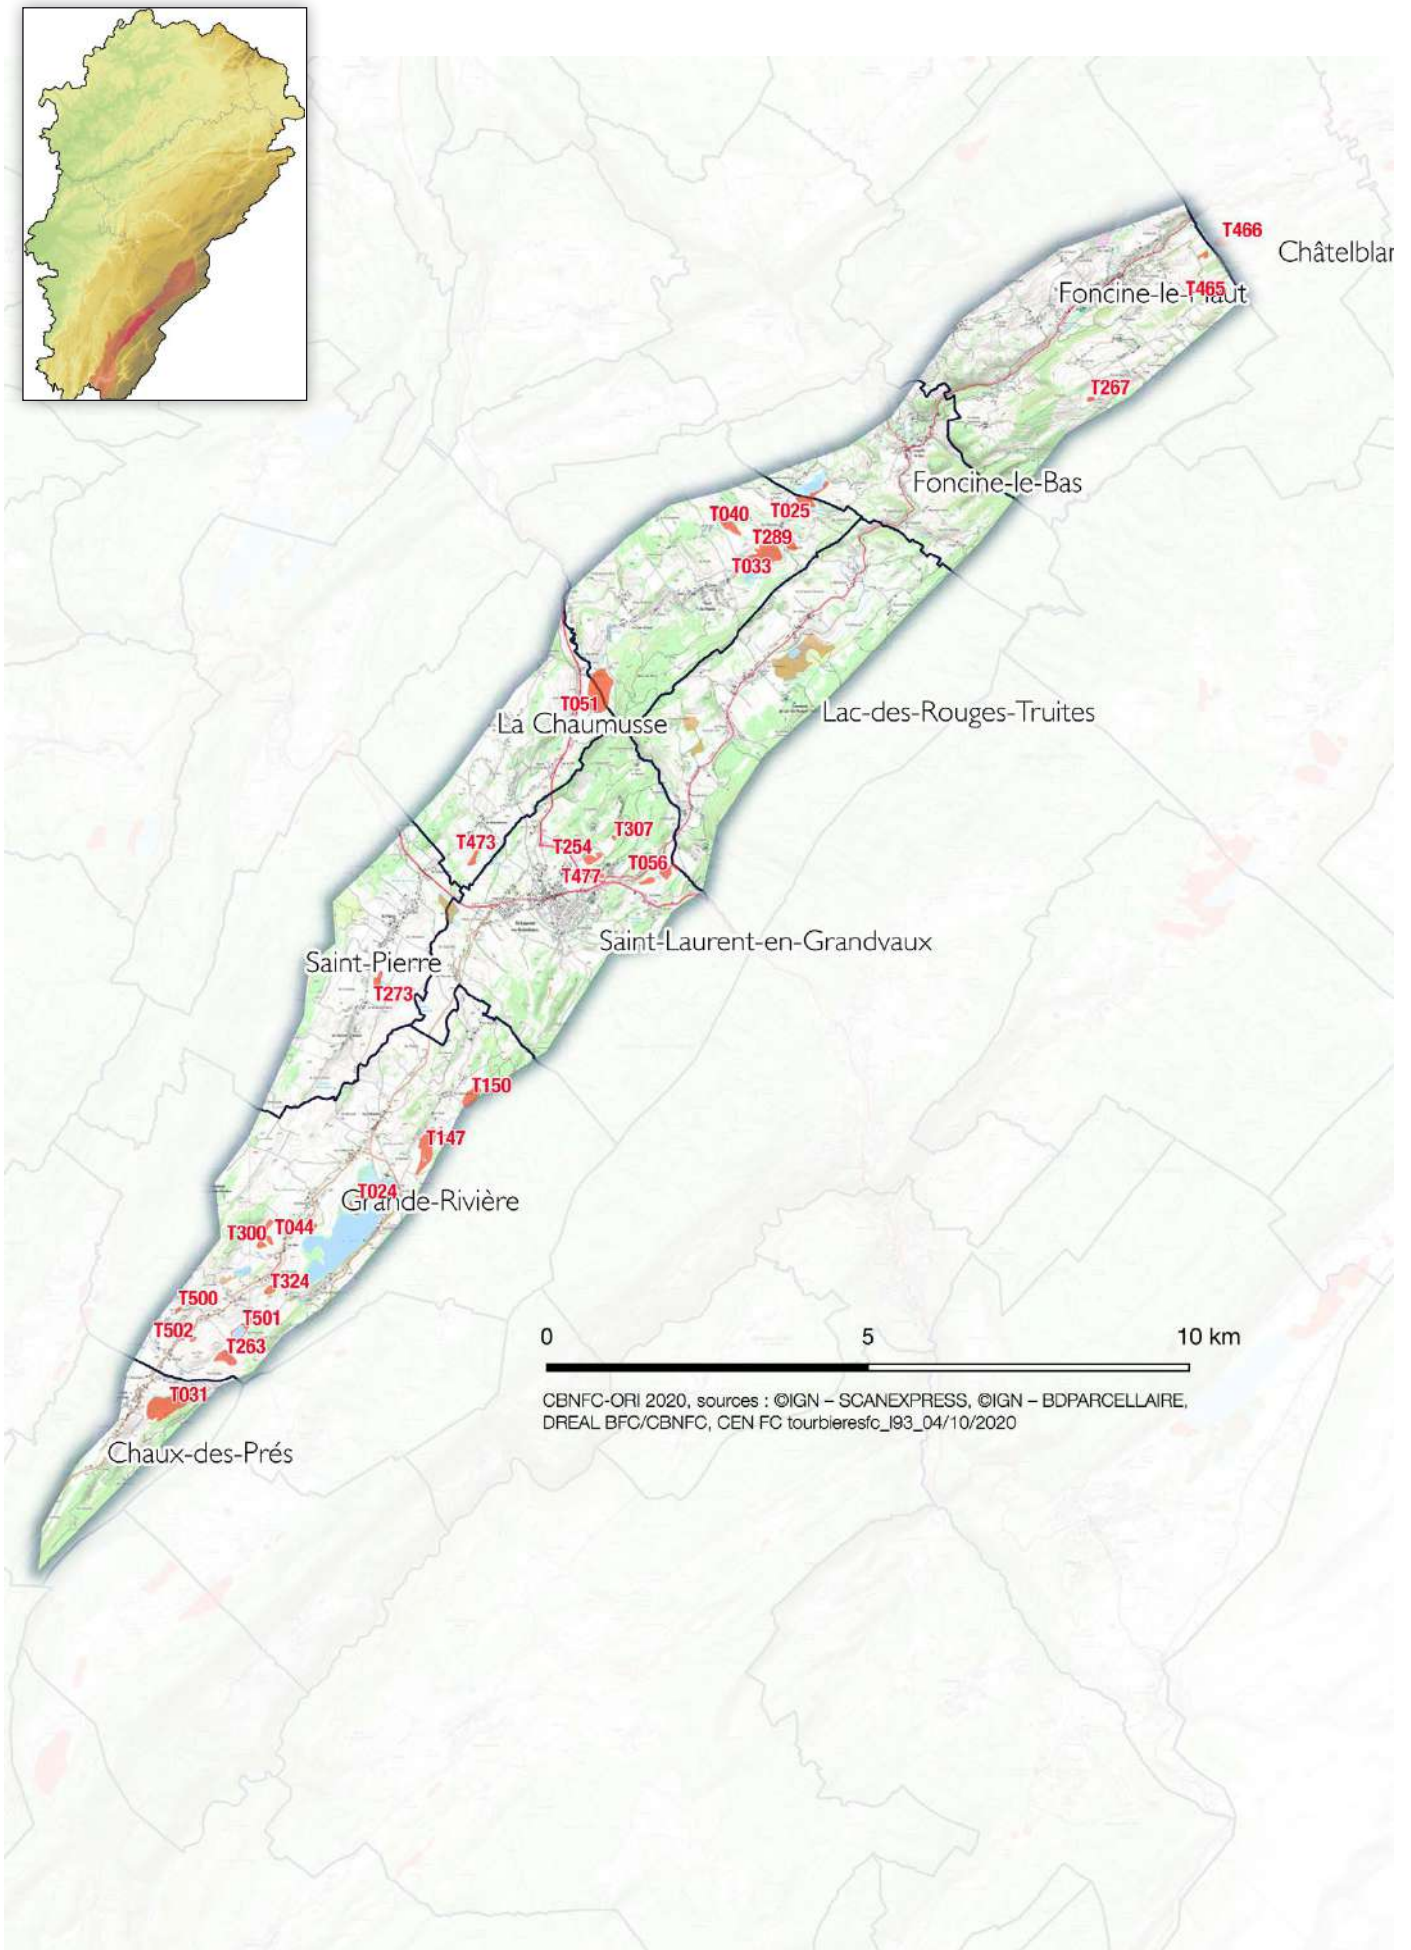 T466
Châtelblar
Foncine-le-Haut
T465
T267
Foncine-le-Bas
T040
T025
T289
T033
T051
La Chaumusse
Lac-des-Rouges-Truites
T307
T473
T254
T056
T477
Saint-Laurent-en-Grandvaux
Saint-Pierre
T273
T150
T147
T024
Grande-Rivière
T300
T044
T324
T500
T501
T502
T263
0 5 10 km
T031
CBNFC-ORI 2020, sources : ©IGN – SCANEXPRESS, ©IGN – BDPARCELLAIRE,
DREAL BFC/CBNFC, CEN FC tourbieresfc_l93_04/10/2020
Chaux-des-Prés